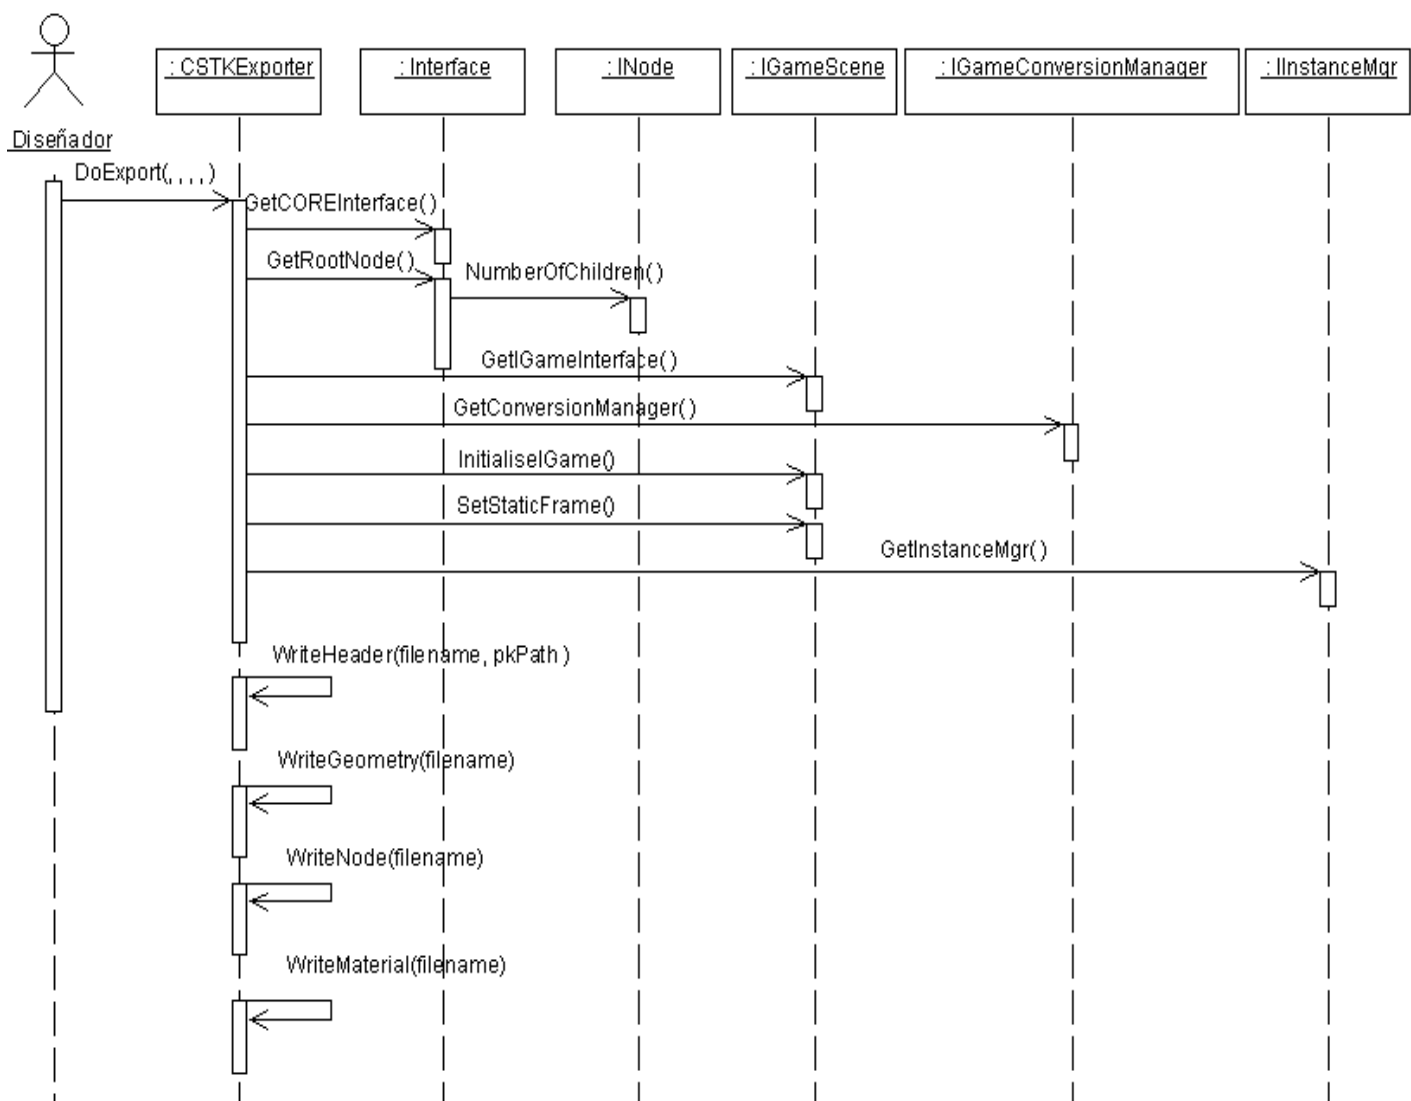 : CSTKExporter
: Interface
: INode
: IGameScene
: IGameConversionManager
: IInstanceMgr
Diseñador
DoExport(, , , , )
GetCOREInterface( )
GetRootNode( )
NumberOfChildren( )
GetIGameInterface( )
GetConversionManager( )
InitialiseIGame()
SetStaticFrame()
GetInstanceMgr( )
WriteHeader(filename, pkPath )
WriteGeometry(filename)
WriteNode(filename)
WriteMaterial(filename)